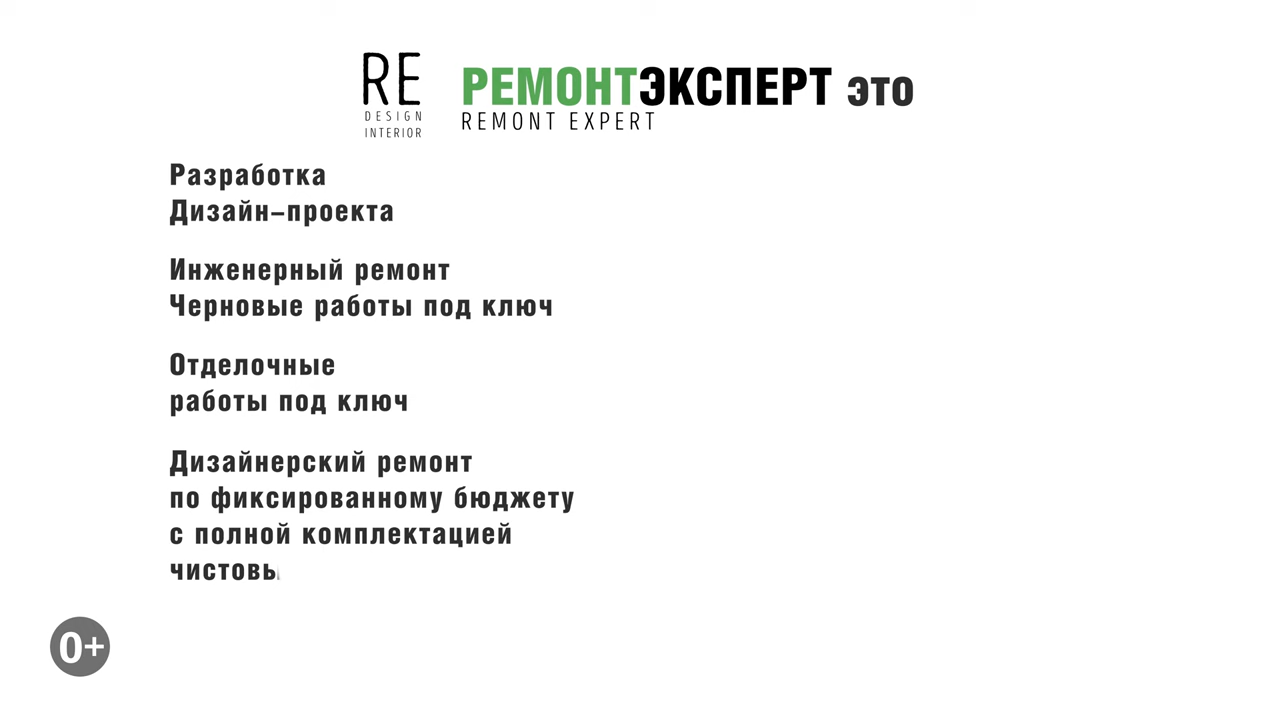 RE
DESIGN
INTERIOR
РЕМОНТЭКСПЕРТ это
REMONT EXPERT
Разработка
Дизайн–проекта
Инженерный ремонт
Черновые работы под ключ
Отделочные
работы под ключ
Дизайнерский ремонт
по фиксированному бюджету
с полной комплектацией
0+